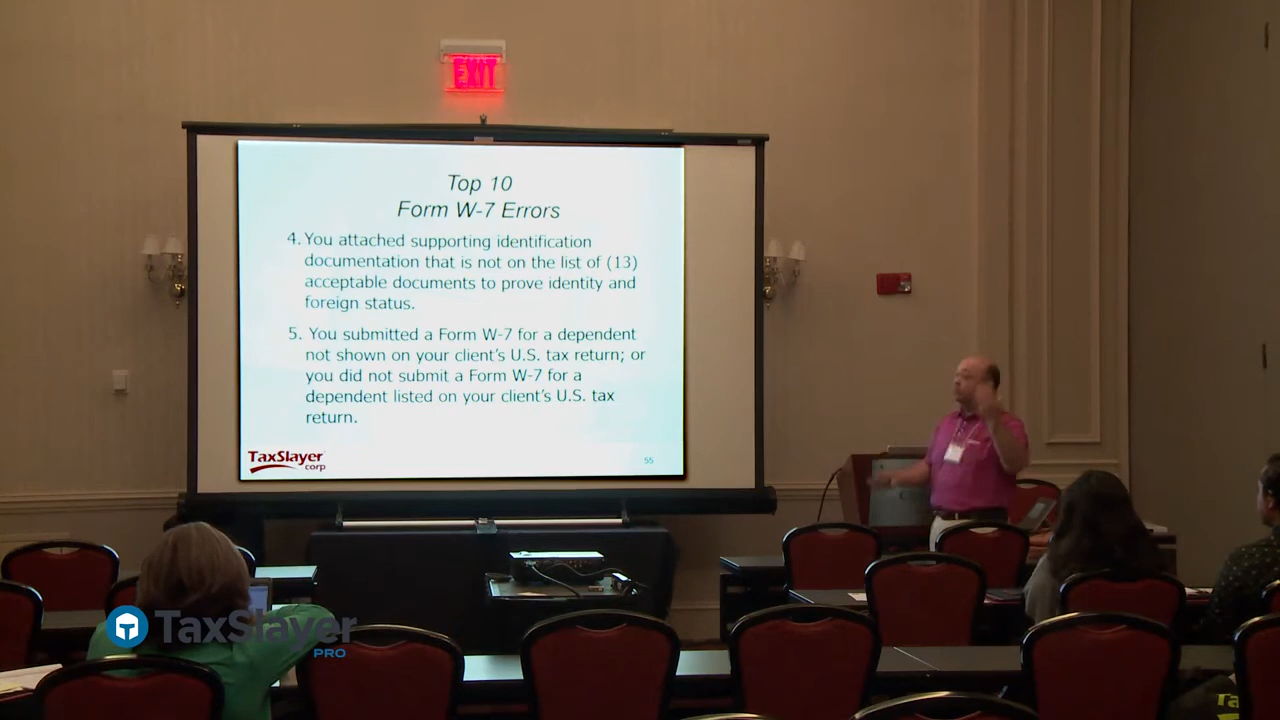 EXIT
Top 10
Form W-7 Errors
4. You attached supporting identification
documentation that is not on the list of (13)
acceptable documents to prove identity and
foreign status.
5. You submitted a Form W-7 for a dependent
not shown on your client's U.S. tax return; or
you did not submit a Form W-7 for a
dependent listed on your client's U.S. tax
return.
TaxSlayer
corp
55
TaxSlayer
PRO